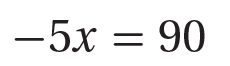 −5x = 90